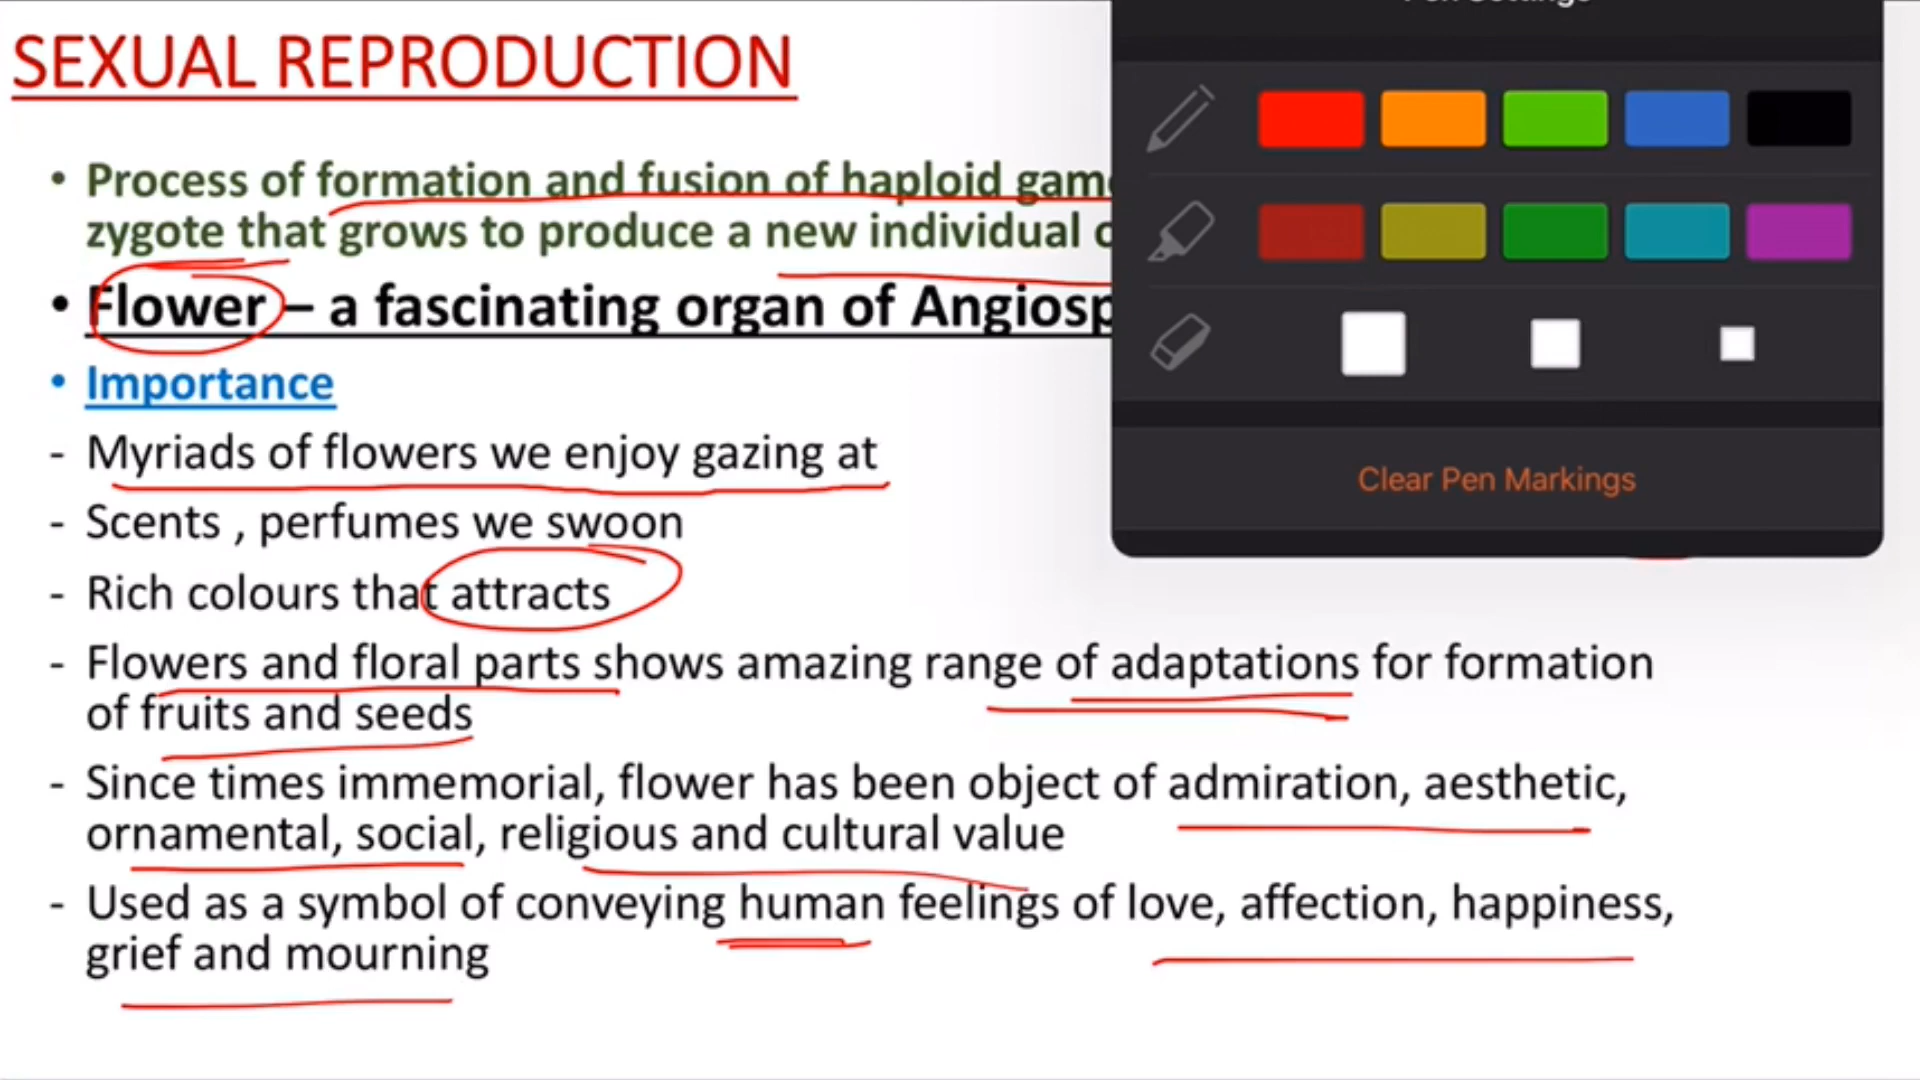 SEXUAL REPRODUCTION
• Process of formation and fusion of haploid
zygote that grows to produce a new individual
• Flower – a fascinating organ of
• Importance
- Myriads of flowers we enjoy gazing at
- Scents , perfumes we swoon
- Rich colours that attracts
- Flowers and floral parts shows amazing range of adaptations for formation
of fruits and seeds
- Since times immemorial, flower has been object of admiration, aesthetic,
ornamental, social, religious and cultural value
- Used as a symbol of conveying human feelings of love, affection, happiness,
grief and mourning
Pen Settings
Clear Pen Markings